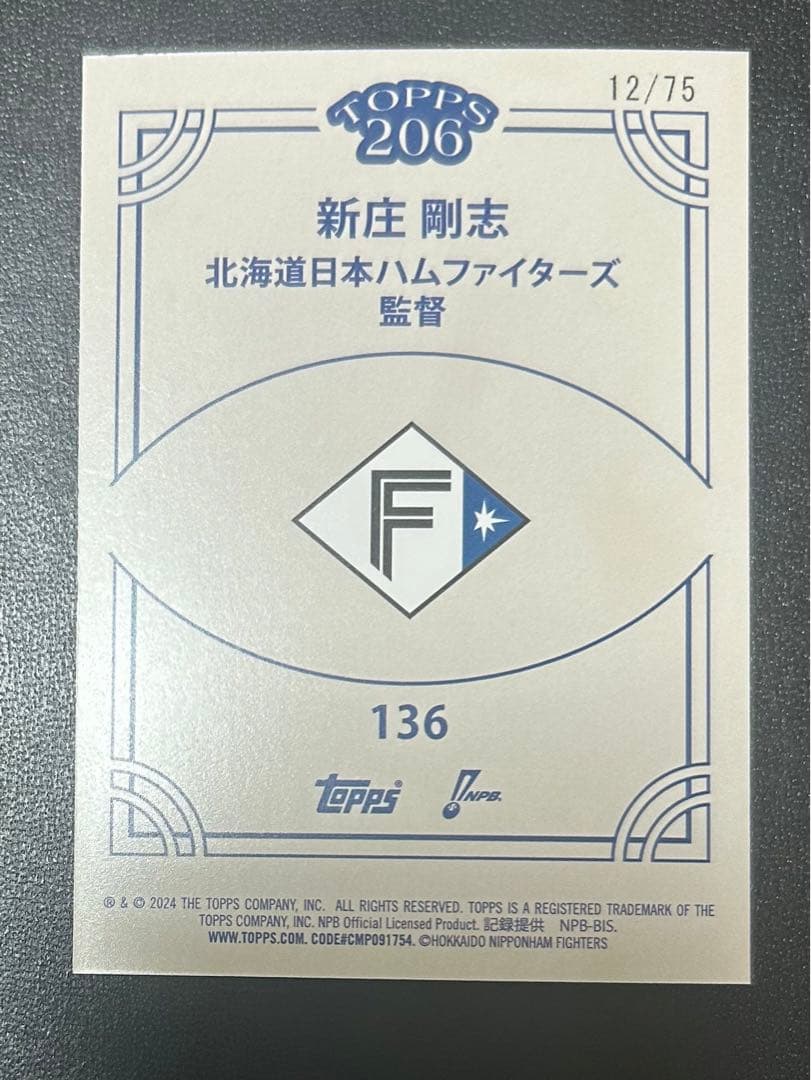 12/75
TOPPS
206
新庄 剛志
北海道日本ハムファイターズ
監督
F
136
topps®
NPB.
® & © 2024 THE TOPPS COMPANY, INC. ALL RIGHTS RESERVED. TOPPS IS A REGISTERED TRADEMARK OF THE
TOPPS COMPANY, INC. NPB Official Licensed Product. 記録提供 NPB-BIS.
WWW.TOPPS.COM. CODE#CMP091754. ©HOKKAIDO NIPPONHAM FIGHTERS